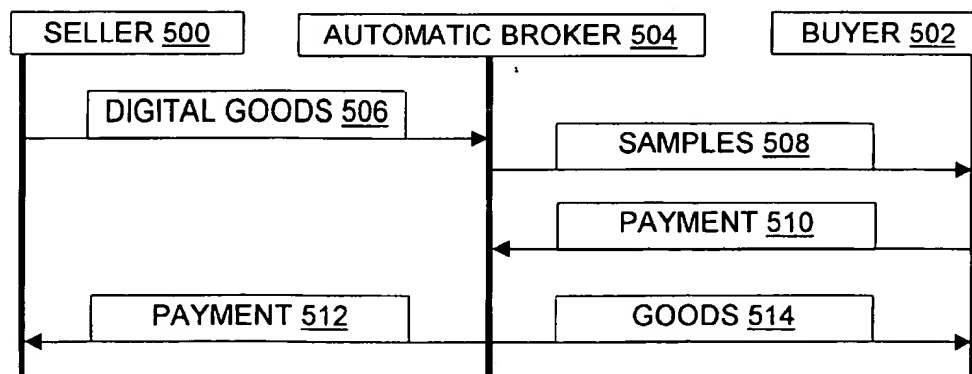 SELLER 500
AUTOMATIC BROKER 504
BUYER 502
DIGITAL GOODS 506
SAMPLES 508
PAYMENT 510
PAYMENT 512
GOODS 514